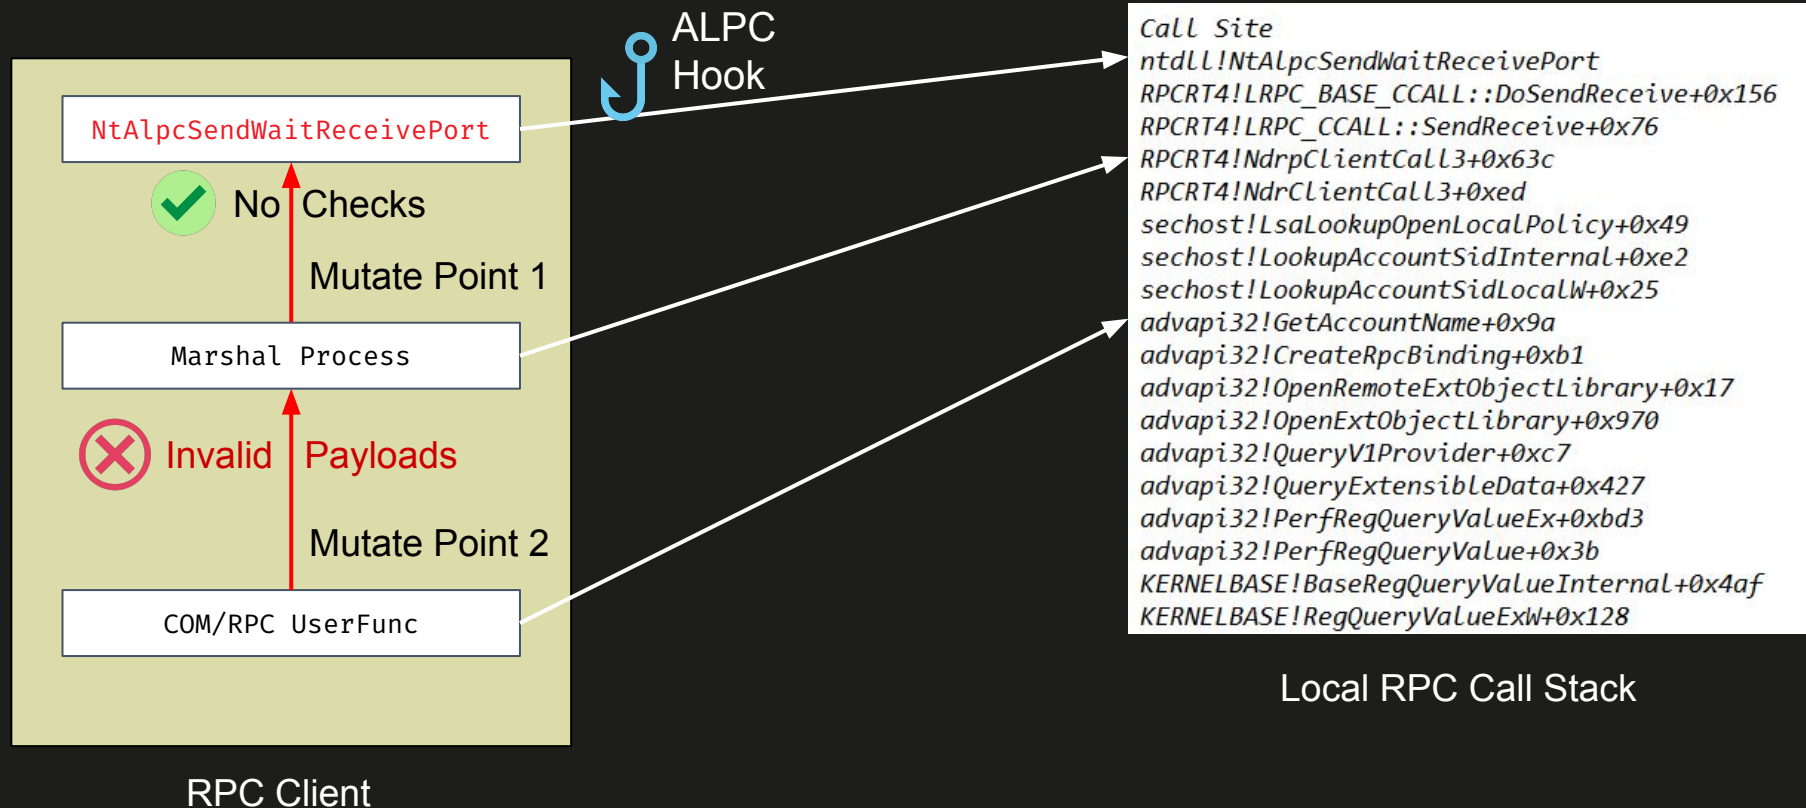 ALPC
Hook
NtAlpcSendWaitReceivePort
No Checks
Mutate Point 1
Marshal Process
Invalid Payloads
Mutate Point 2
COM/RPC UserFunc
RPC Client
Call Site
ntdll!NtAlpcSendWaitReceivePort
RPCRT4!LRPC_BASE_CCALL::DoSendReceive+0x156
RPCRT4!LRPC_CCALL::SendReceive+0x76
RPCRT4!NdrpClientCall3+0x63c
RPCRT4!NdrClientCall3+0xed
sechost!LsaLookupOpenLocalPolicy+0x49
sechost!LookupAccountSidInternal+0xe2
sechost!LookupAccountSidLocalW+0x25
advapi32!GetAccountName+0x9a
advapi32!CreateRpcBinding+0xb1
advapi32!OpenRemoteExtObjectLibrary+0x17
advapi32!OpenExtObjectLibrary+0x970
advapi32!QueryV1Provider+0xc7
advapi32!QueryExtensibleData+0x427
advapi32!PerfRegQueryValueEx+0xbd3
advapi32!PerfRegQueryValue+0x3b
KERNELBASE!BaseRegQueryValueInternal+0x4af
KERNELBASE!RegQueryValueExW+0x128
Local RPC Call Stack